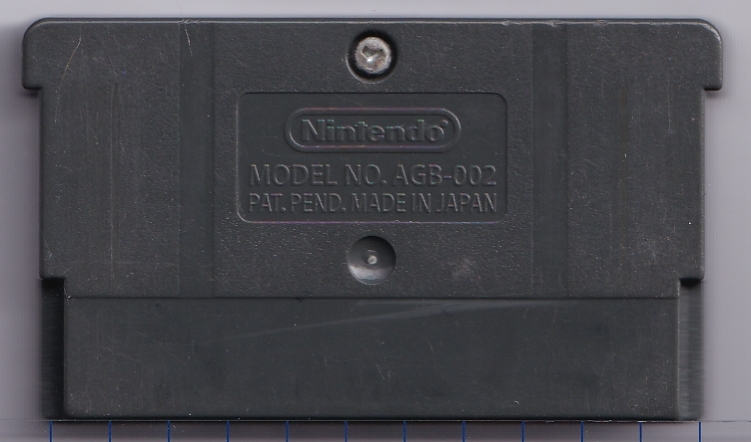 Nintendo®
MODEL NO. AGB-002
PAT. PEND. MADE IN JAPAN